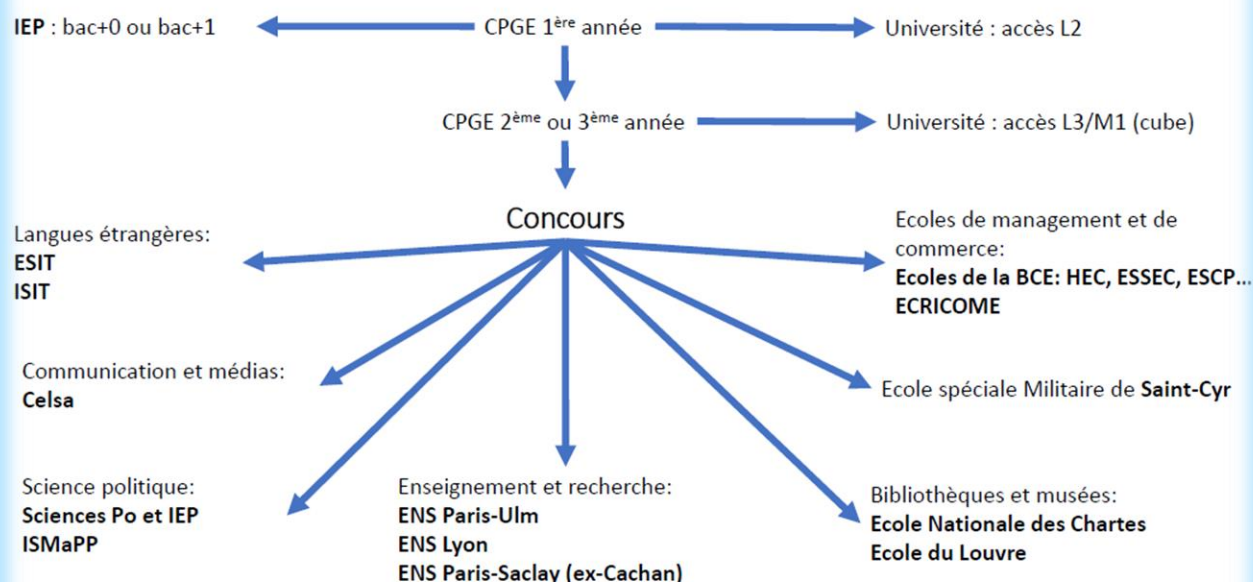 IEP : bac+0 ou bac+1
CPGE 1ère année
Université : accès L2
CPGE 2ème ou 3ème année
Université : accès L3/M1 (cube)
Concours
Langues étrangères:
ESIT
ISIT
Ecoles de management et de
commerce:
Ecoles de la BCE: HEC, ESSEC, ESCP...
ECRICOME
Communication et médias:
Celsa
Ecole spéciale Militaire de Saint-Cyr
Science politique:
Sciences Po et IEP
ISMaPP
Enseignement et recherche:
ENS Paris-Ulm
ENS Lyon
ENS Paris-Saclay (ex-Cachan)
Bibliothèques et musées:
Ecole Nationale des Chartes
Ecole du Louvre